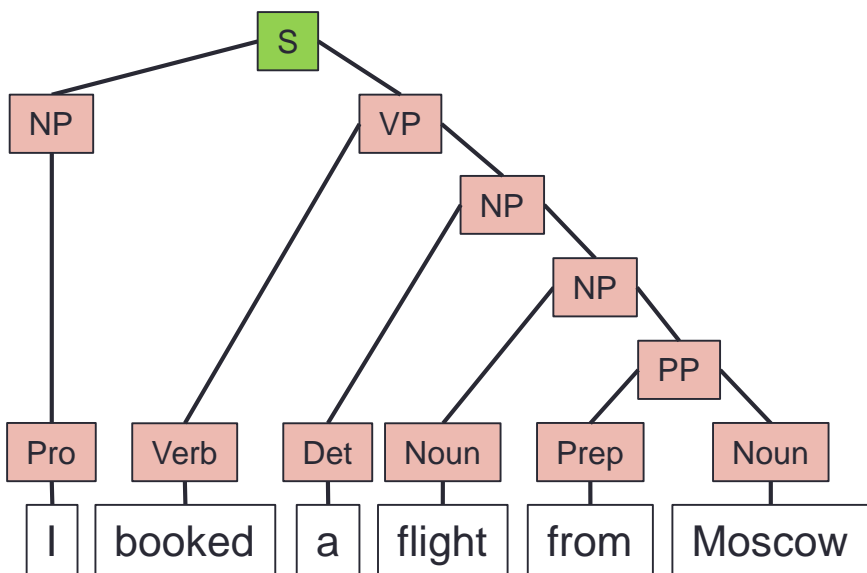 S
NP VP
NP
NP
PP
Pro Verb Det Noun Prep Noun
I booked a flight from Moscow